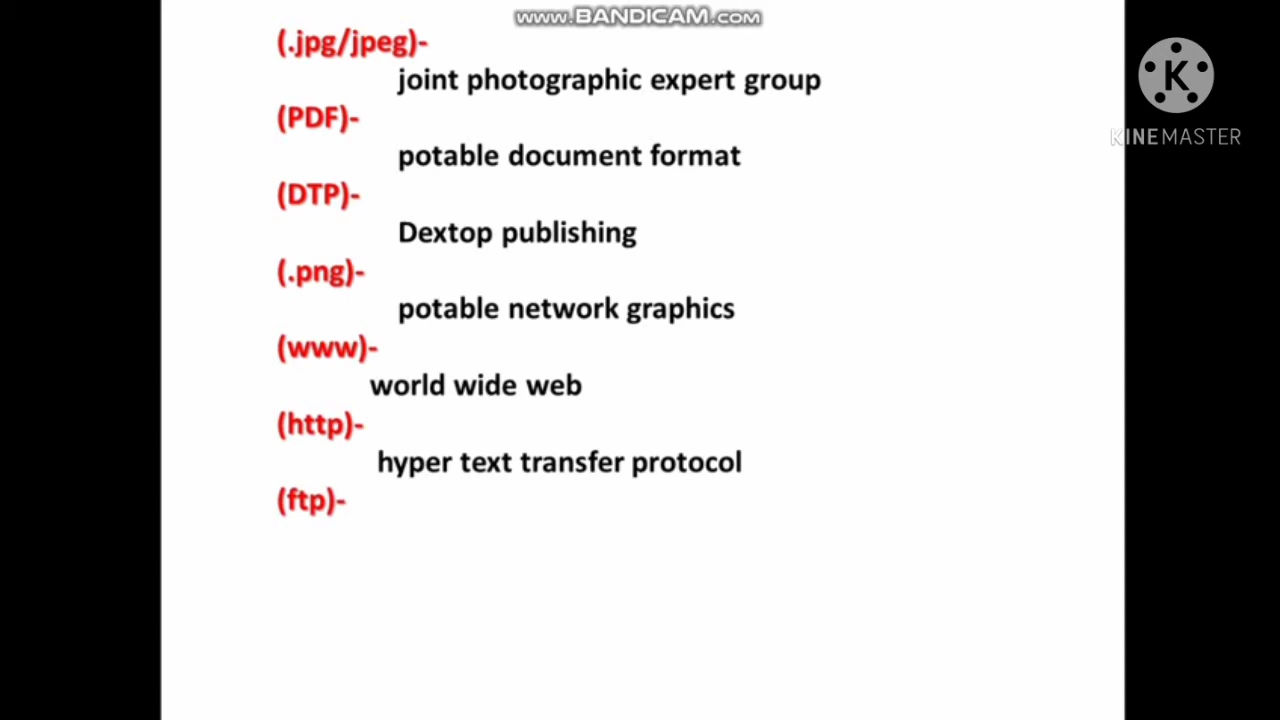 www.BANDICAM.com
(.jpg/jpeg)-
joint photographic expert group
(PDF)-
potable document format
(DTP)-
Dextop publishing
(.png)-
potable network graphics
(www)-
world wide web
(http)-
hyper text transfer protocol
(ftp)-
K
KINEMASTER